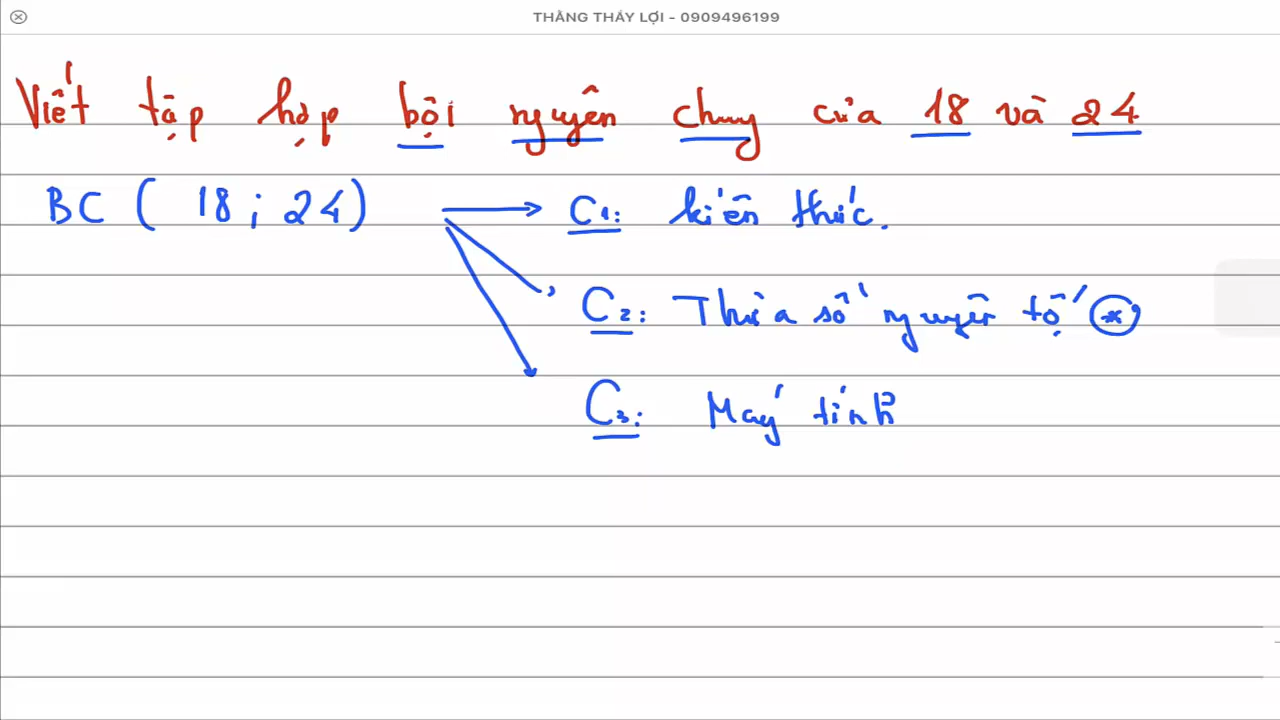 THẦNG THẦY LỢI - 0909496199
Viết tập hợp bội nguyên chung của 18 và 24
BC ( 18 ; 24)
C1: kiến thức.
C2: Thừa số nguyên tố *
C3: Máy tính